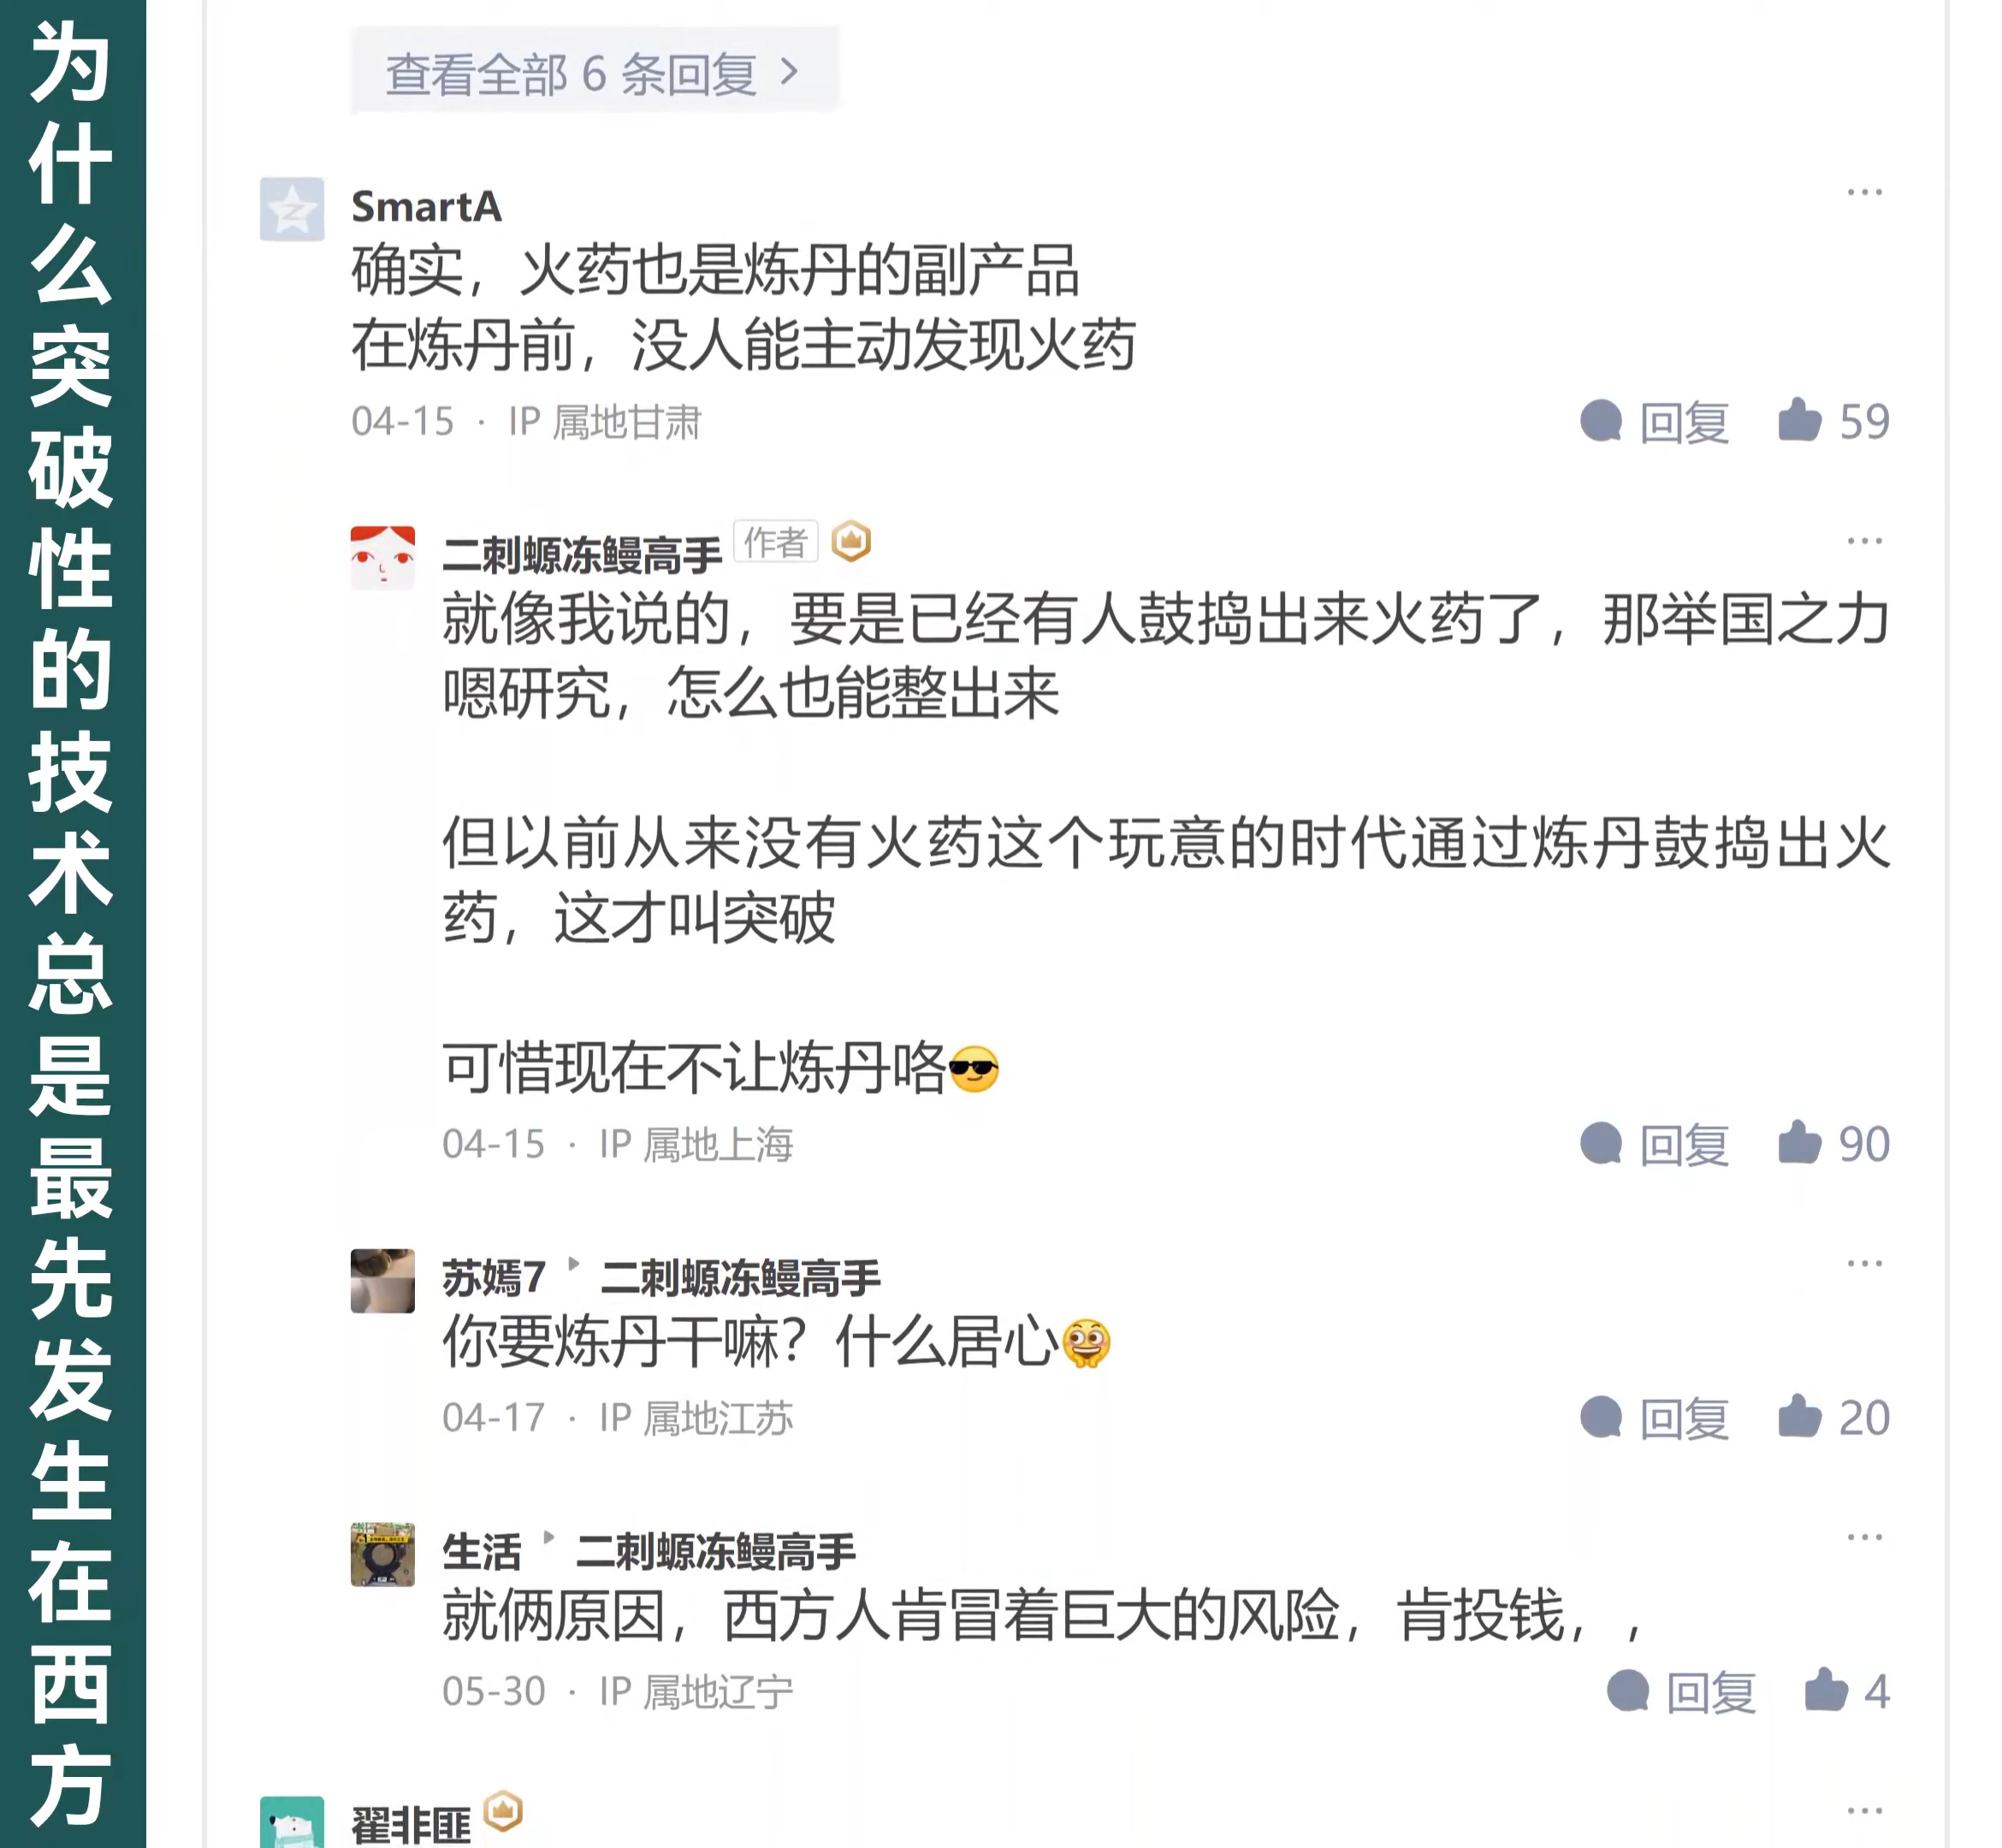 为什么突破性的技术总是最先发生在西方
查看全部 6 条回复 >
SmartA
确实，火药也是炼丹的副产品
在炼丹前，没人能主动发现火药
04-15 · IP 属地甘肃
回复 59
二刺螈冻鳗高手 作者
就像我说的，要是已经有人鼓捣出来火药了，那举国之力
嗯研究，怎么也能整出来
但以前从来没有火药这个玩意的时代通过炼丹鼓捣出火
药，这才叫突破
可惜现在不让炼丹咯😎
04-15 · IP 属地上海
回复 90
苏嫣7 ▸ 二刺螈冻鳗高手
你要炼丹干嘛？什么居心
04-17 · IP 属地江苏
回复 20
生活 ▸ 二刺螈冻鳗高手
就俩原因，西方人肯冒着巨大的风险，肯投钱，，
05-30 · IP 属地辽宁
回复 4
翟非匪